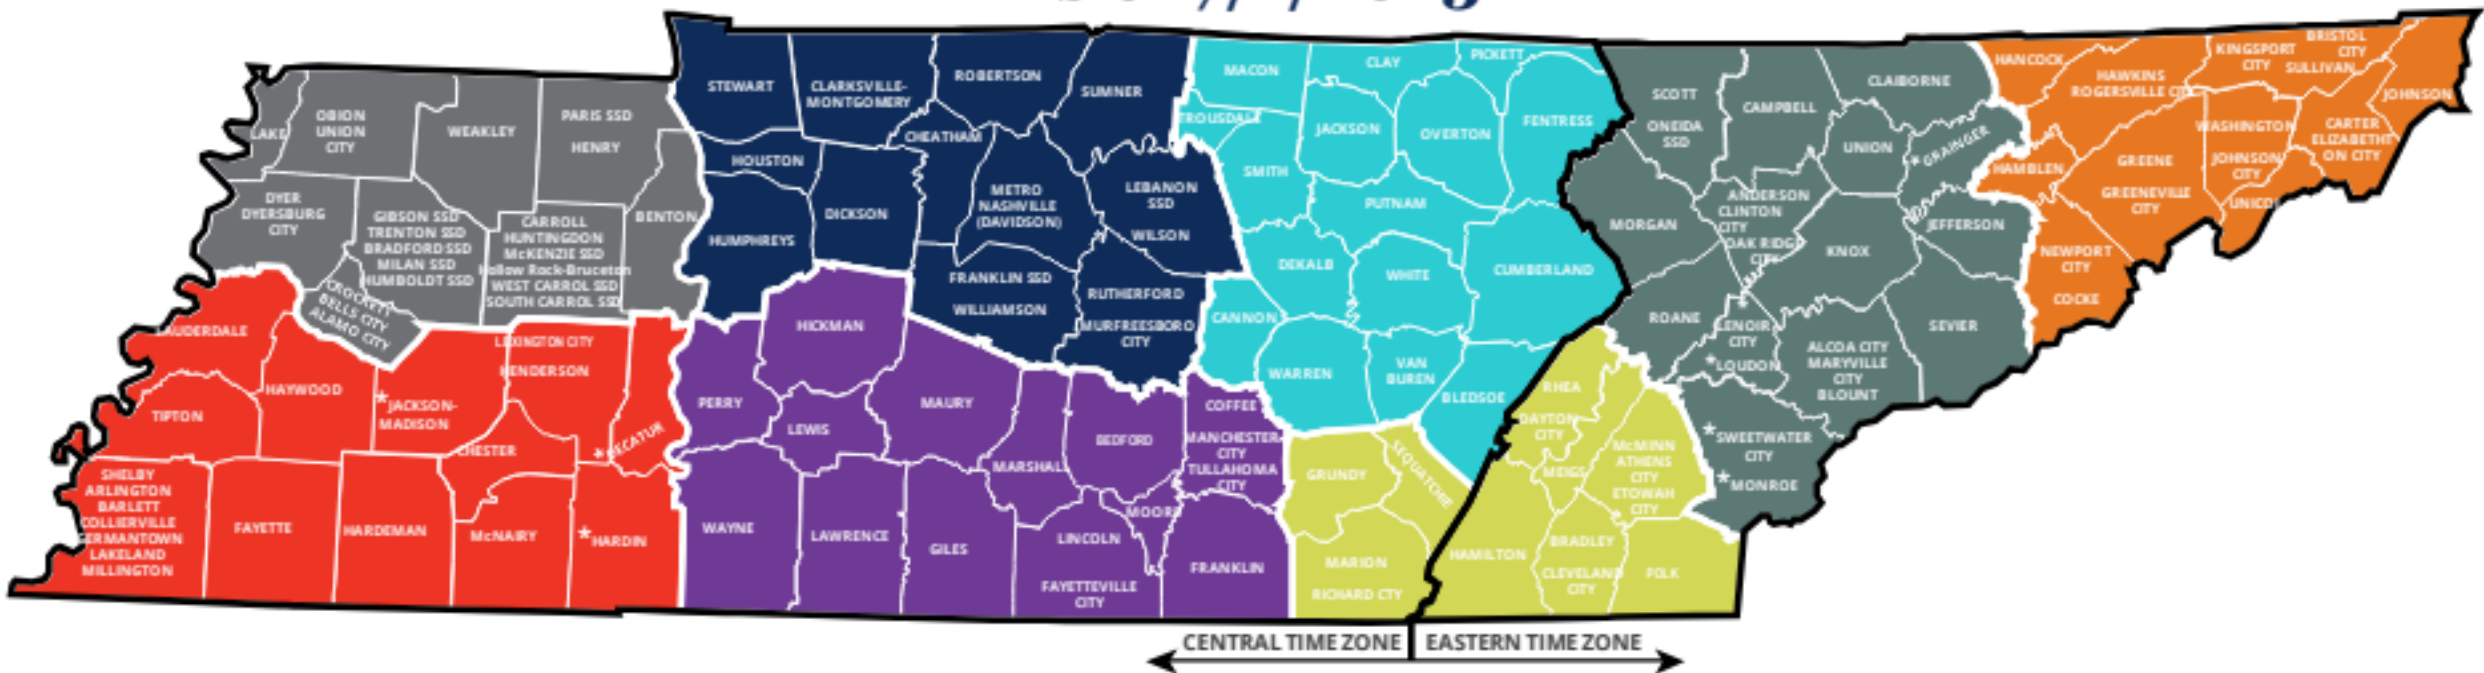 LAKE
OBION
UNION
CITY
WEAKLEY
PARIS SSD
HENRY
DYER
DYERSBURG
CITY
GIBSON SSD
TRENTON SSD
BRADFORD SSD
MILAN SSD
HUMBOLDT SSD
CARROLL
HUNTINGDON
McKENZIE SSD
Hollow Rock-Bruceton
WEST CARROL SSD
SOUTH CARROL SSD
BENTON
CROCKETT
BELLS CITY
ALAMO CITY
LAUDERDALE
HAYWOOD
TIPTON
*JACKSON-
MADISON
LEXINGTON CITY
HENDERSON
CHESTER
*DECATUR
SHELBY
ARLINGTON
BARLETT
COLLIERVILLE
GERMANTOWN
LAKELAND
MILLINGTON
FAYETTE
HARDEMAN
McNAIRY
*HARDIN
STEWART
CLARKSVILLE-
MONTGOMERY
ROBERTSON
SUMNER
CHEATHAM
HOUSTON
HUMPHREYS
DICKSON
METRO
NASHVILLE
(DAVIDSON)
LEBANON
SSD
WILSON
FRANKLIN SSD
WILLIAMSON
RUTHERFORD
MURFREESBORO
CITY
HICKMAN
PERRY
LEWIS
MAURY
MARSHALL
BEDFORD
COFFEE
MANCHESTER
CITY
TULLAHOMA
CITY
MOORE
WAYNE
LAWRENCE
GILES
LINCOLN
FAYETTEVILLE
CITY
FRANKLIN
MACON
CLAY
PICKETT
TROUSDALE
JACKSON
OVERTON
FENTRESS
SMITH
PUTNAM
DEKALB
WHITE
CUMBERLAND
CANNON
WARREN
VAN
BUREN
BLEDSOE
GRUNDY
SEQUATCHIE
MARION
RICHARD CTY
RHEA
DAYTON
CITY
MEIGS
McMINN
ATHENS
CITY
ETOWAH
CITY
HAMILTON
BRADLEY
CLEVELAND
CITY
POLK
SCOTT
ONEIDA
SSD
CAMPBELL
CLAIBORNE
UNION
*GRAINGER
MORGAN
ANDERSON
CLINTON
CITY
OAK RIDGE
CITY
KNOX
JEFFERSON
ROANE
*
LENOIR
CITY
*LOUDON
ALCOA CITY
MARYVILLE
CITY
BLOUNT
SEVIER
*SWEETWATER
CITY
*MONROE
HANCOCK
HAWKINS
ROGERSVILLE CITY
KINGSPORT
CITY
BRISTOL
CITY
SULLIVAN
JOHNSON
WASHINGTON
CARTER
ELIZABETHT
ON CITY
HAMBLEN
GREENE
GREENEVILLE
CITY
JOHNSON
CITY
UNICOI
NEWPORT
CITY
COCKE
CENTRAL TIME ZONE
EASTERN TIME ZONE